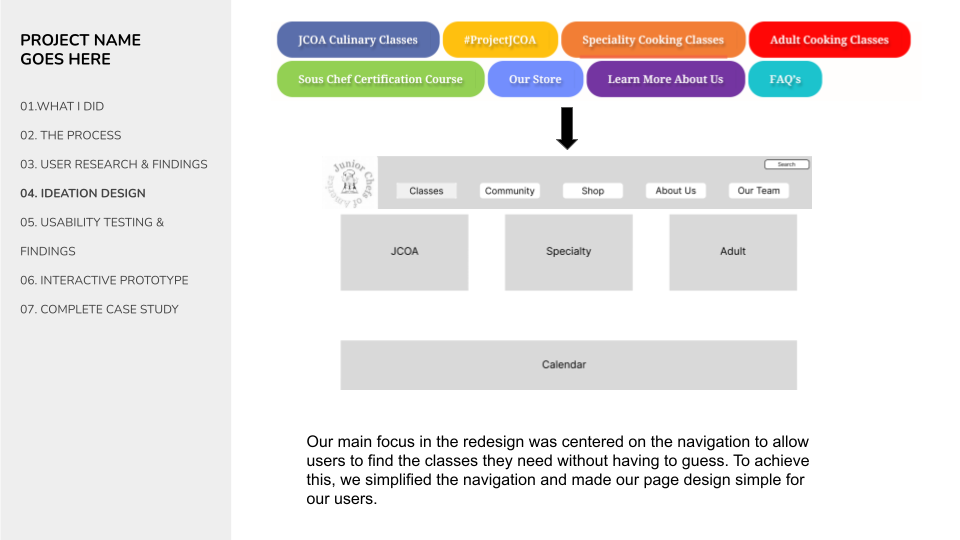 PROJECT NAME
GOES HERE
01.WHAT I DID
02. THE PROCESS
03. USER RESEARCH & FINDINGS
04. IDEATION DESIGN
05. USABILITY TESTING &
FINDINGS
06. INTERACTIVE PROTOTYPE
07. COMPLETE CASE STUDY
JCOA Culinary Classes
#ProjectJCOA
Speciality Cooking Classes
Adult Cooking Classes
Sous Chef Certification Course
Our Store
Learn More About Us
FAQ's
Junior Chefs of America
Search
Classes
Community
Shop
About Us
Our Team
JCOA
Specialty
Adult
Calendar
Our main focus in the redesign was centered on the navigation to allow
users to find the classes they need without having to guess. To achieve
this, we simplified the navigation and made our page design simple for
our users.